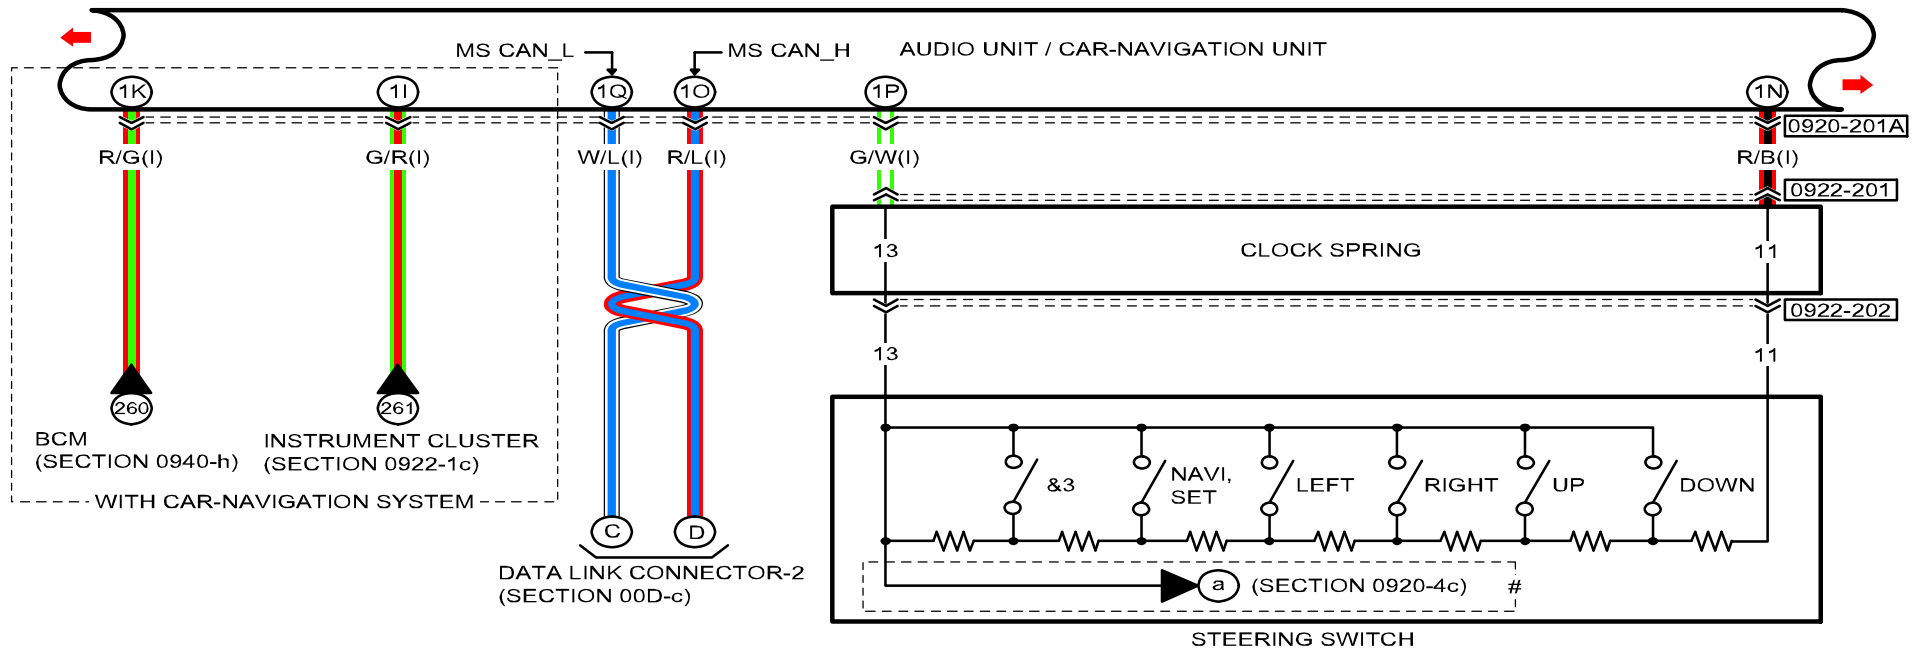 MS CAN_L
MS CAN_H
AUDIO UNIT / CAR-NAVIGATION UNIT
1K
1I
1Q
1O
1P
1N
0920-201A
R/G(I)
G/R(I)
W/L(I)
R/L(I)
G/W(I)
R/B(I)
0922-201
13
CLOCK SPRING
11
0922-202
13
11
260
261
BCM
(SECTION 0940-h)
INSTRUMENT CLUSTER
(SECTION 0922-1c)
WITH CAR-NAVIGATION SYSTEM
&3
NAVI,
SET
LEFT
RIGHT
UP
DOWN
C
D
DATA LINK CONNECTOR-2
(SECTION 00D-c)
a
(SECTION 0920-4c)
#
STEERING SWITCH